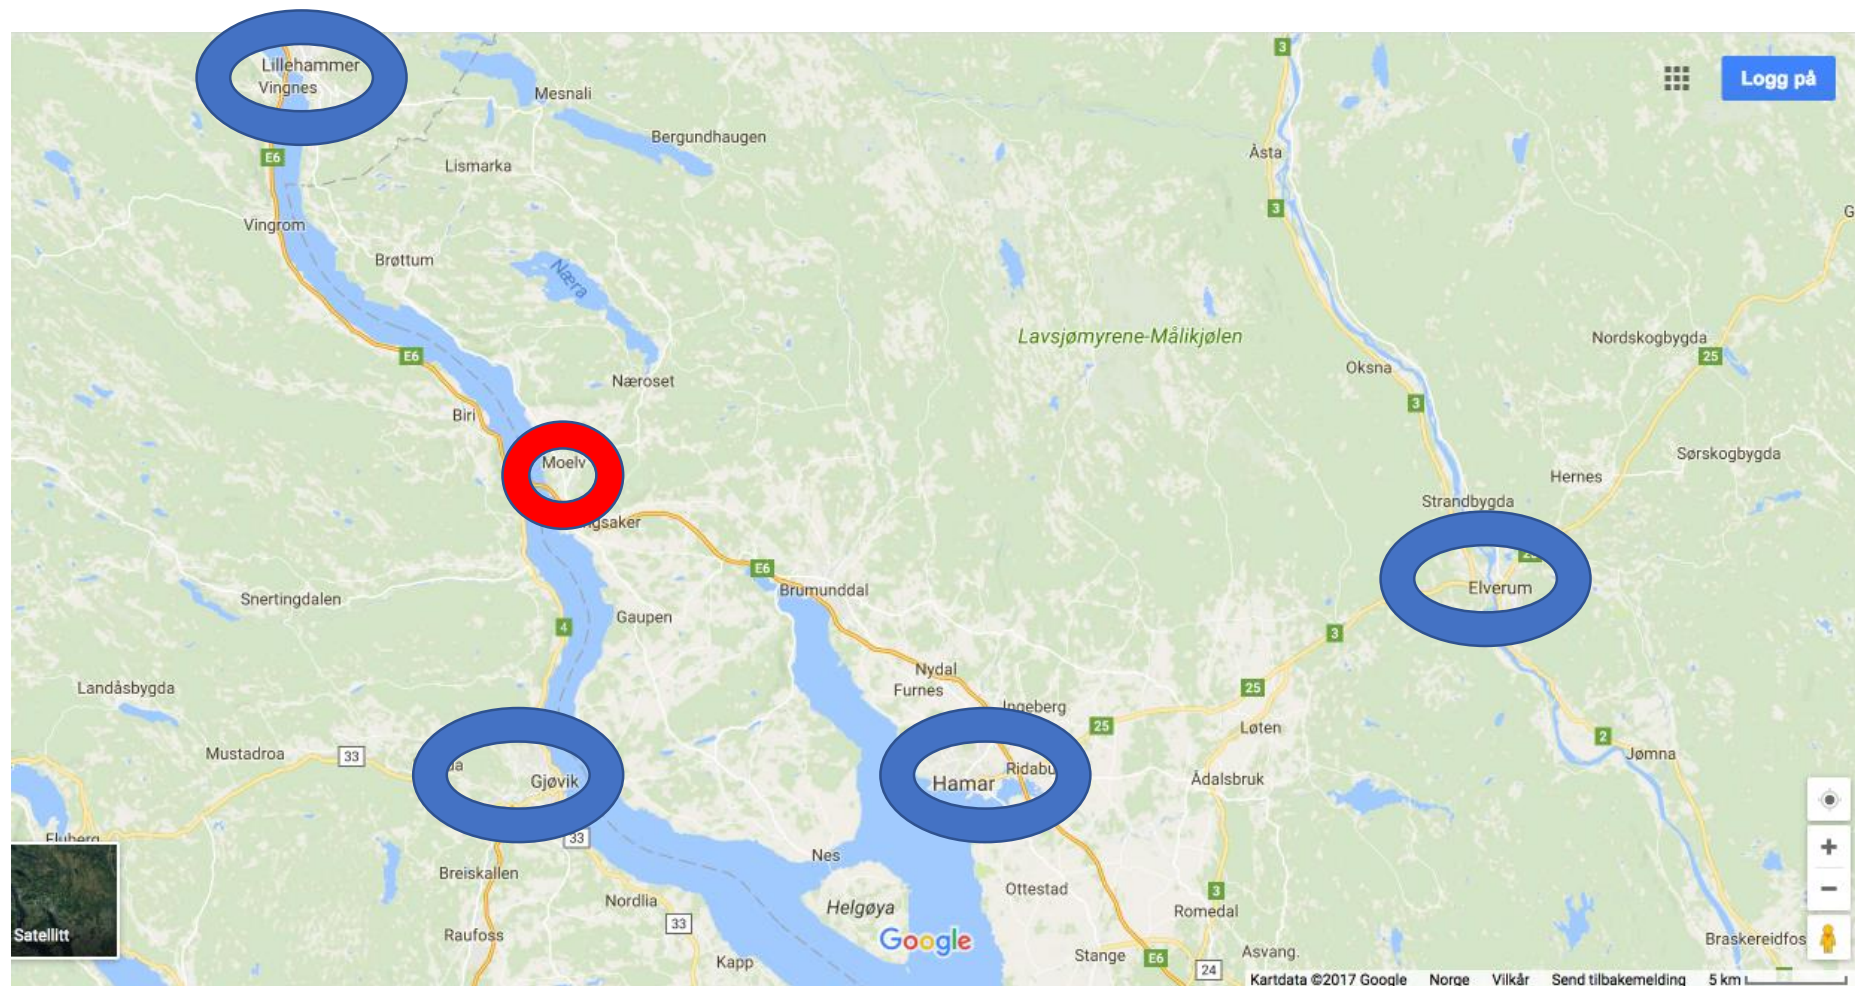 3
Lillehammer
Vingnes
Mesnali
Logg på
Bergundhaugen
E6
Lismarka
Åsta
3
Vingrom
Brøttum
Næra
Lavsjømyrene-Målikjølen
Nordskogbygda
25
E6
Oksna
Næroset
3
Biri
Moelv
Sørskogbygda
Hernes
Strandbygda
E6
Brumunddal
Elverum
Snertingdalen
Gaupen
4
3
Nydal
Furnes
Landåsbygda
25
Ingeberg
25
Løten
2
Jømna
Mustadroa
33
Gjøvik
Hamar
Ådalsbruk
33
Nes
Breiskallen
Ottestad
3
Nordlia
Helgøya
Romedal
33
Raufoss
Google
Satellitt
Kapp
Stange
E6
24
Asvang.
Braskereidfos
Kartdata ©2017 Google Norge Vilkår Send tilbakemelding 5 km